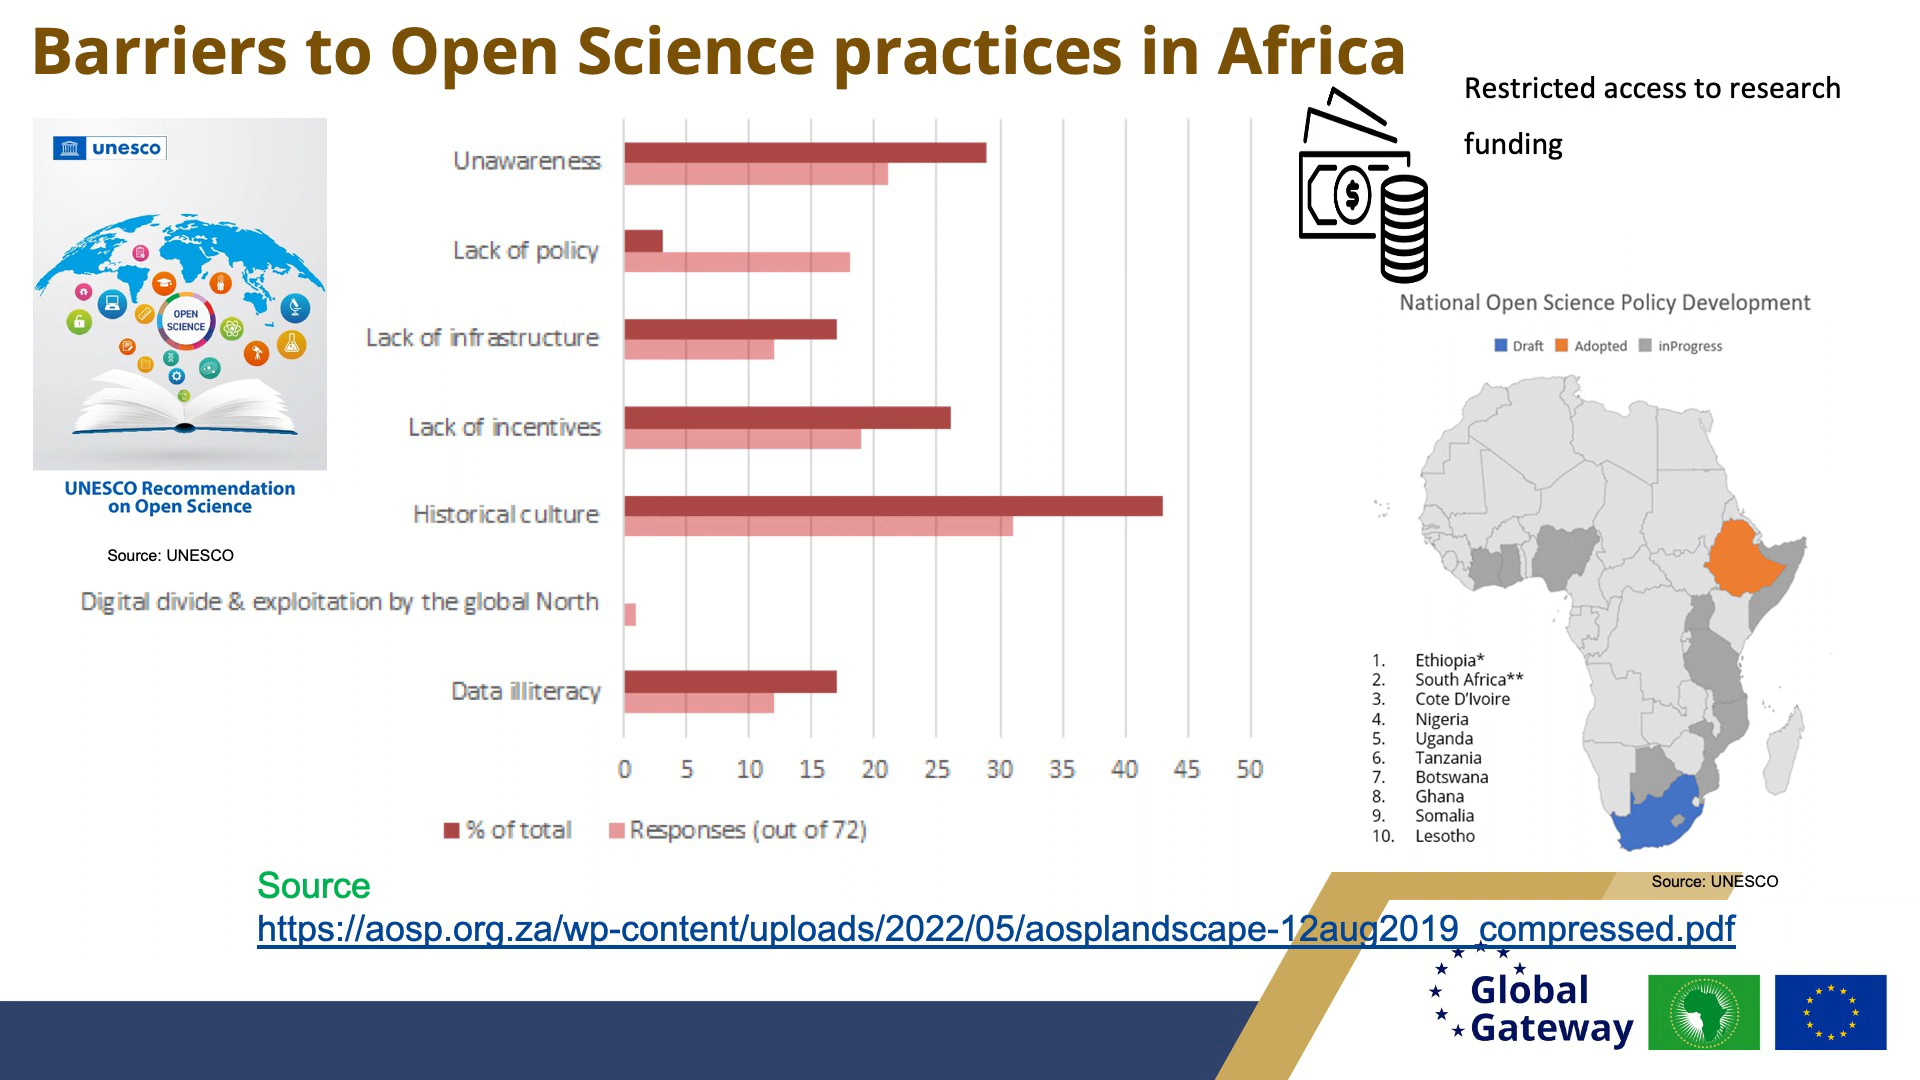 Barriers to Open Science practices in Africa
Restricted access to research
funding
unesco
OPEN
SCIENCE
UNESCO Recommendation
on Open Science
Source: UNESCO
Unawareness
Lack of policy
Lack of infrastructure
Lack of incentives
Historical culture
Digital divide & exploitation by the global North
Data illiteracy
0 5 10 15 20 25 30 35 40 45 50
% of total Responses (out of 72)
National Open Science Policy Development
Draft Adopted inProgress
1. Ethiopia*
2. South Africa**
3. Cote D'Ivoire
4. Nigeria
5. Uganda
6. Tanzania
7. Botswana
8. Ghana
9. Somalia
10. Lesotho
Source: UNESCO
Source
https://aosp.org.za/wp-content/uploads/2022/05/aosplandscape-12aug2019_compressed.pdf
Global
Gateway